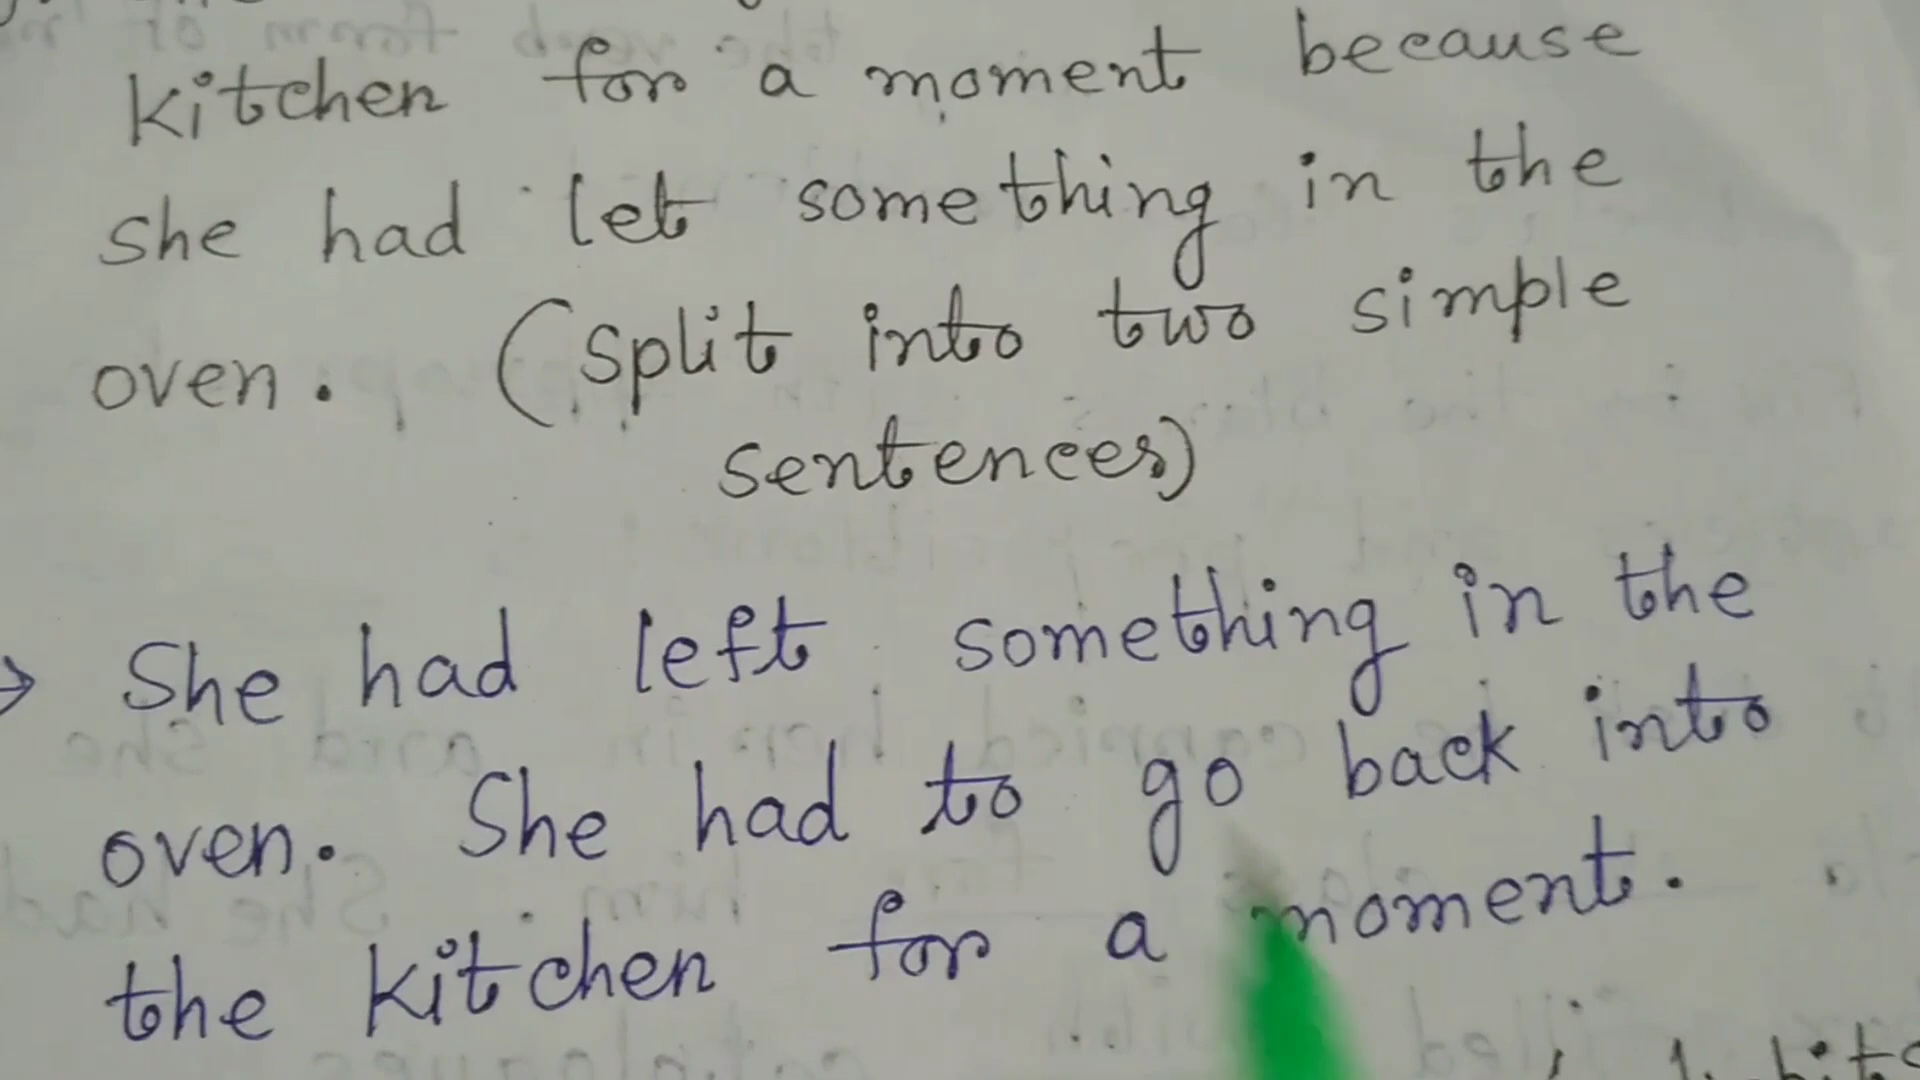 kitchen for a moment because
she had let something in the
oven. (Split into two simple
sentences)
→ She had left something in the
oven. She had to go back into
the kitchen for a moment.